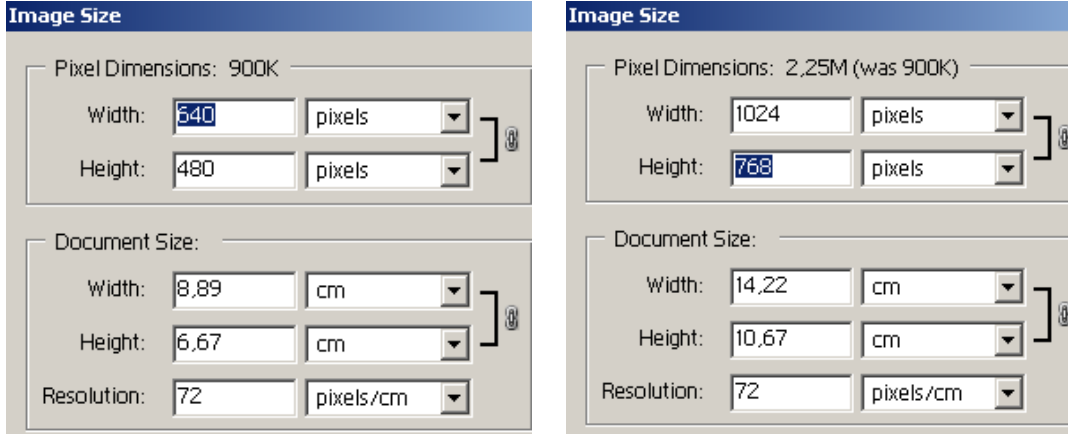 Image Size
Pixel Dimensions: 900K
Width: 640 pixels
Height: 480 pixels
Document Size:
Width: 8,89 cm
Height: 6,67 cm
Resolution: 72 pixels/cm
Image Size
Pixel Dimensions: 2,25M (was 900K)
Width: 1024 pixels
Height: 768 pixels
Document Size:
Width: 14,22 cm
Height: 10,67 cm
Resolution: 72 pixels/cm